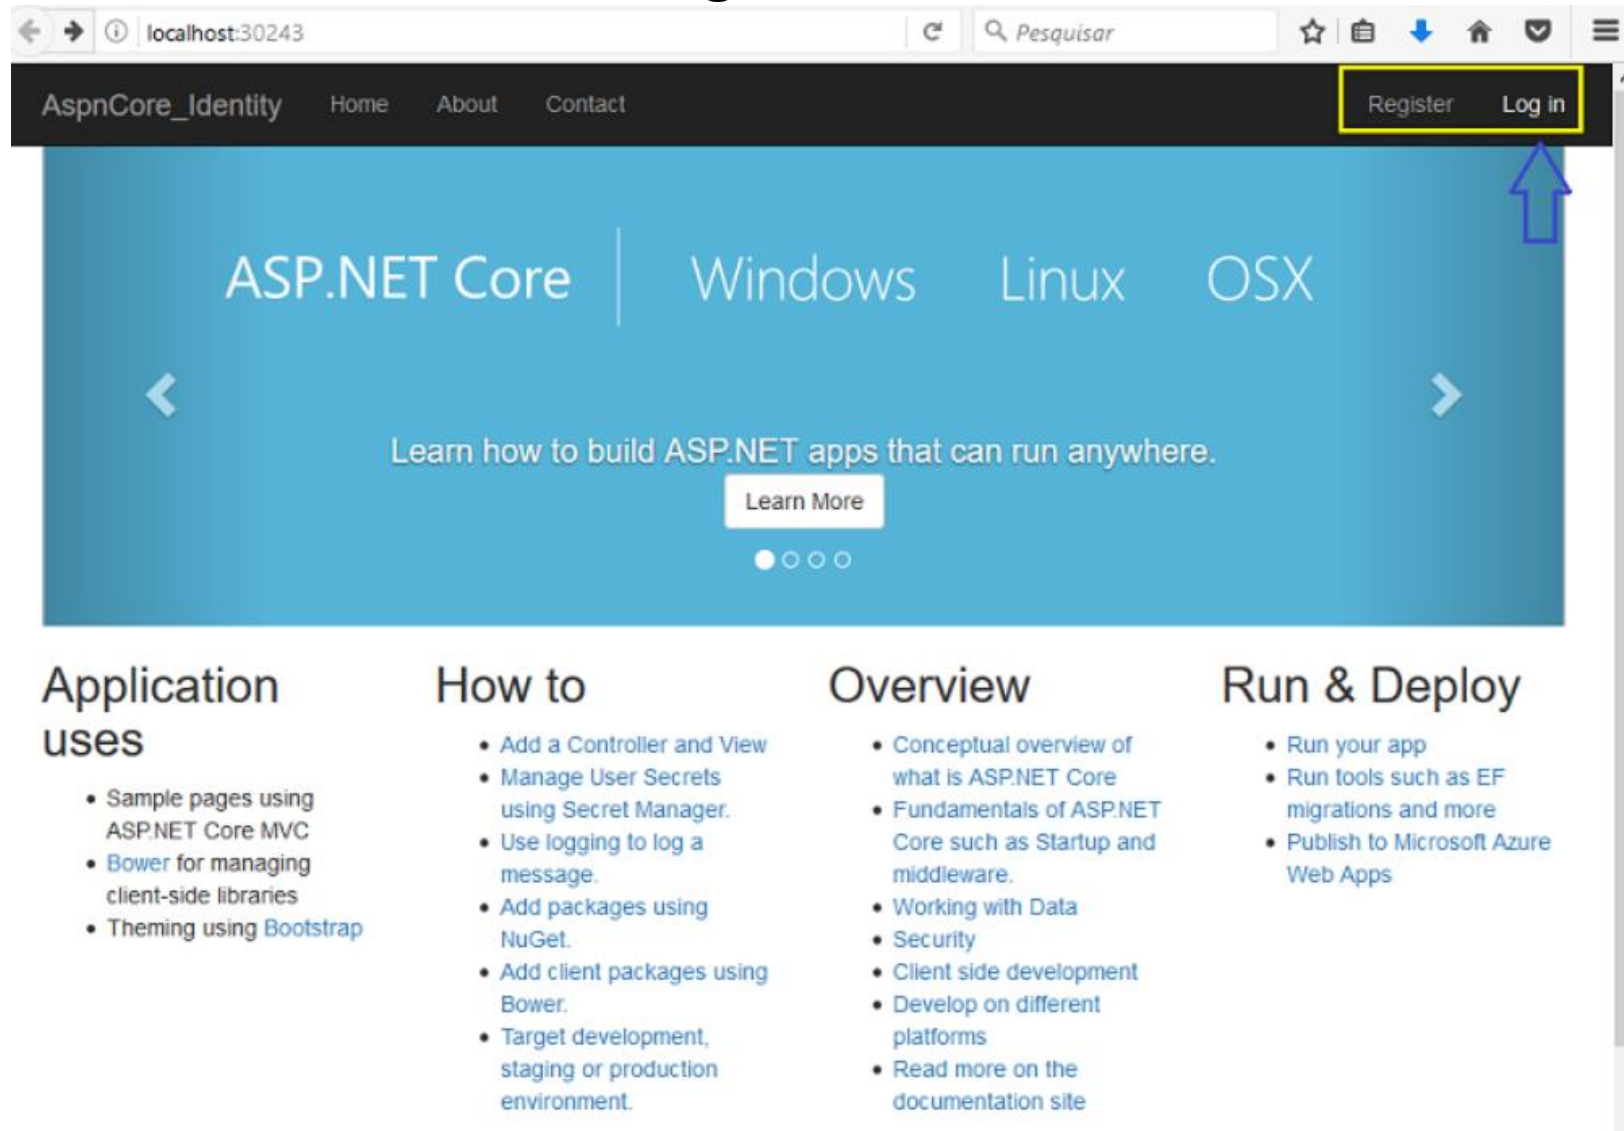 localhost:30243
Pesquisar
AspnCore_Identity Home About Contact Register Log in
ASP.NET Core Windows Linux OSX
Learn how to build ASP.NET apps that can run anywhere.
Learn More
Application
uses
Sample pages using
ASP.NET Core MVC
Bower for managing
client-side libraries
Theming using Bootstrap
How to
Add a Controller and View
Manage User Secrets
using Secret Manager.
Use logging to log a
message.
Add packages using
NuGet.
Add client packages using
Bower.
Target development,
staging or production
environment.
Overview
Conceptual overview of
what is ASP.NET Core
Fundamentals of ASP.NET
Core such as Startup and
middleware.
Working with Data
Security
Client side development
Develop on different
platforms
Read more on the
documentation site
Run & Deploy
Run your app
Run tools such as EF
migrations and more
Publish to Microsoft Azure
Web Apps